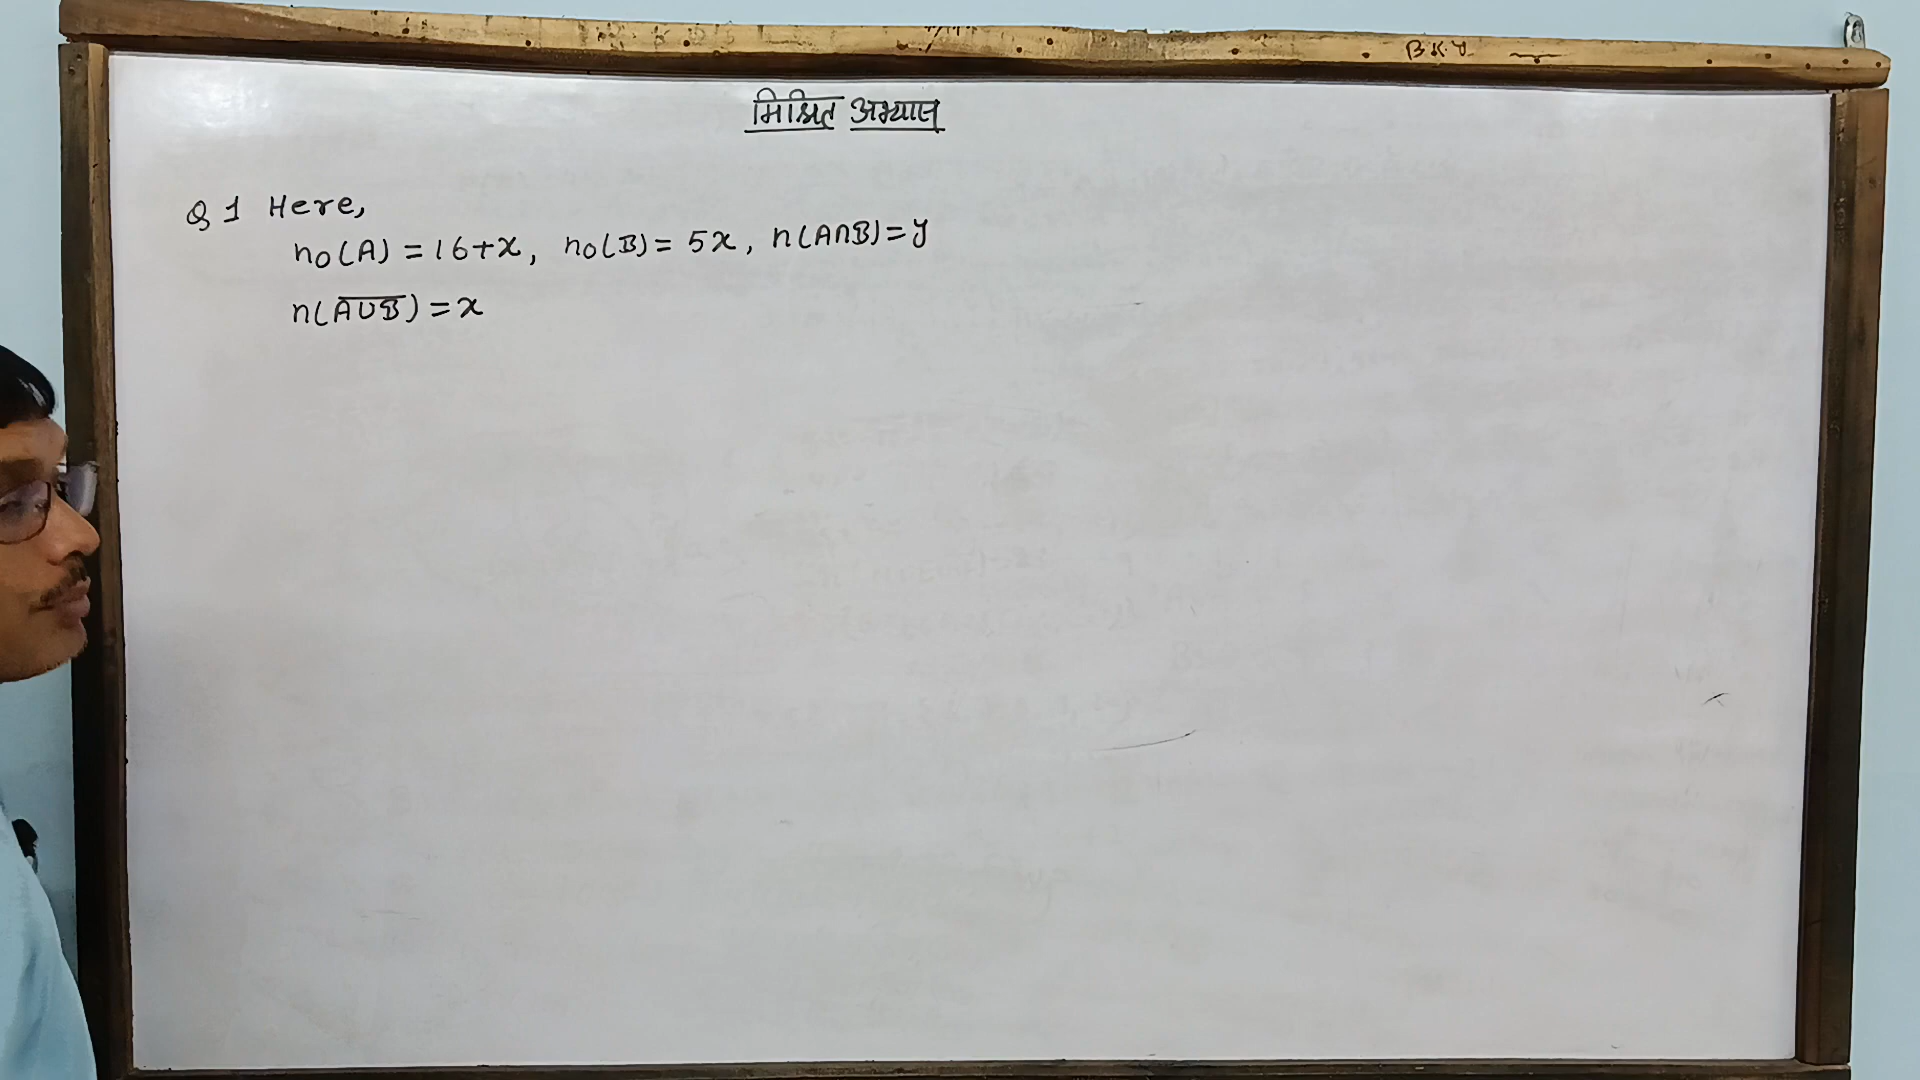 B.K.Y
मिश्रित अभ्यास
Q 1 Here,
n₀(A) = 16+x, n₀(B) = 5x, n(A∩B) = y
n(A̅∪̅B̅) = x